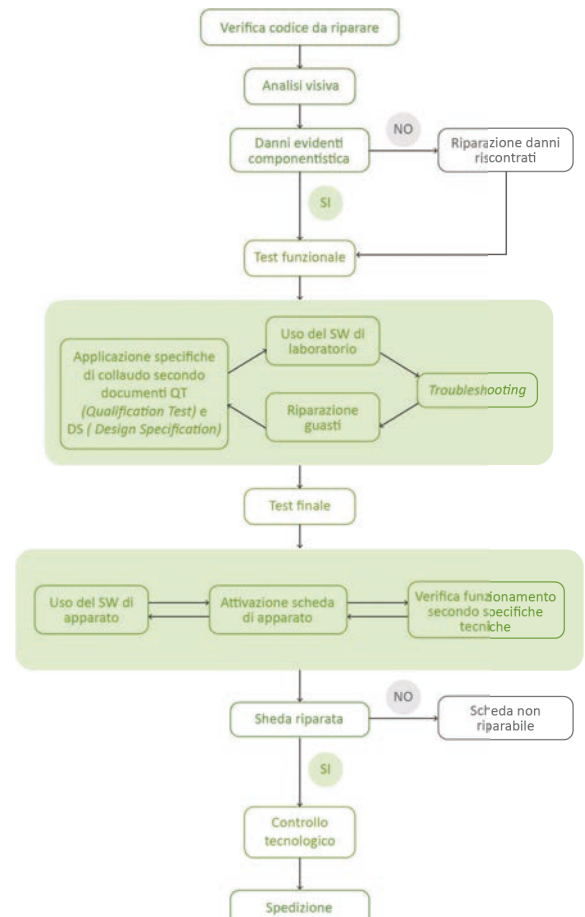 Verifica codice da riparare
Analisi visiva
NO
Danni evidenti
componentistica
Riparazione danni
riscontrati
SI
Test funzionale
Uso del SW di
laboratorio
Applicazione specifiche
di collaudo secondo
documenti QT
(Qualification Test) e
DS ( Design Specification)
Troubleshooting
Riparazione
guasti
Test finale
Uso del SW di
apparato
Attivazione scheda
di apparato
Verifica funzionamento
secondo specifiche
tecniche
NO
Sheda riparata
Scheda non
riparabile
SI
Controllo
tecnologico
Spedizione